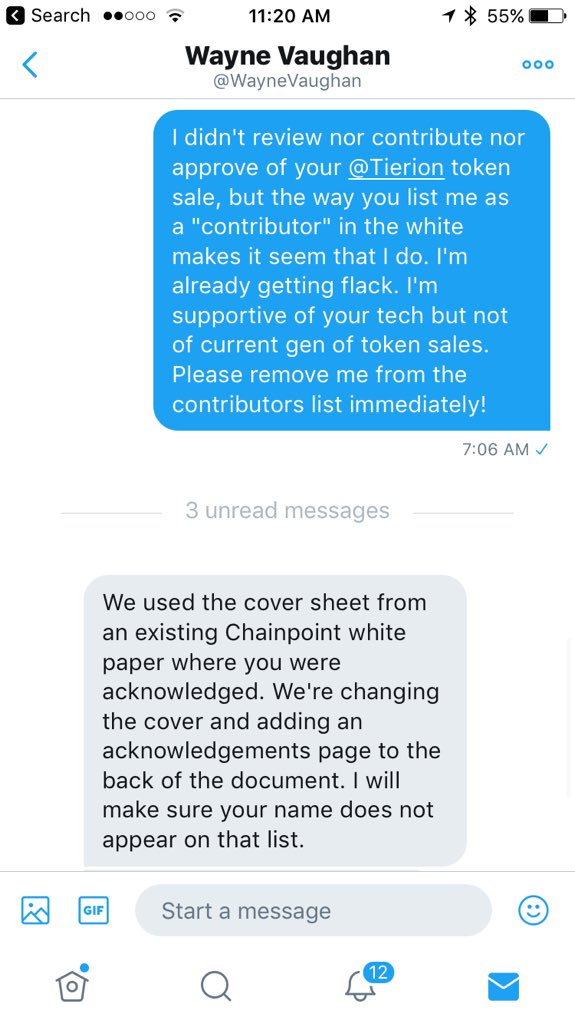 Search
11:20 AM
55%
Wayne Vaughan
@WayneVaughan
I didn't review nor contribute nor
approve of your @Tierion token
sale, but the way you list me as
a "contributor" in the white
makes it seem that I do. I'm
already getting flack. I'm
supportive of your tech but not
of current gen of token sales.
Please remove me from the
contributors list immediately!
7:06 AM
3 unread messages
We used the cover sheet from
an existing Chainpoint white
paper where you were
acknowledged. We're changing
the cover and adding an
acknowledgements page to the
back of the document. I will
make sure your name does not
appear on that list.
GIF
Start a message
12